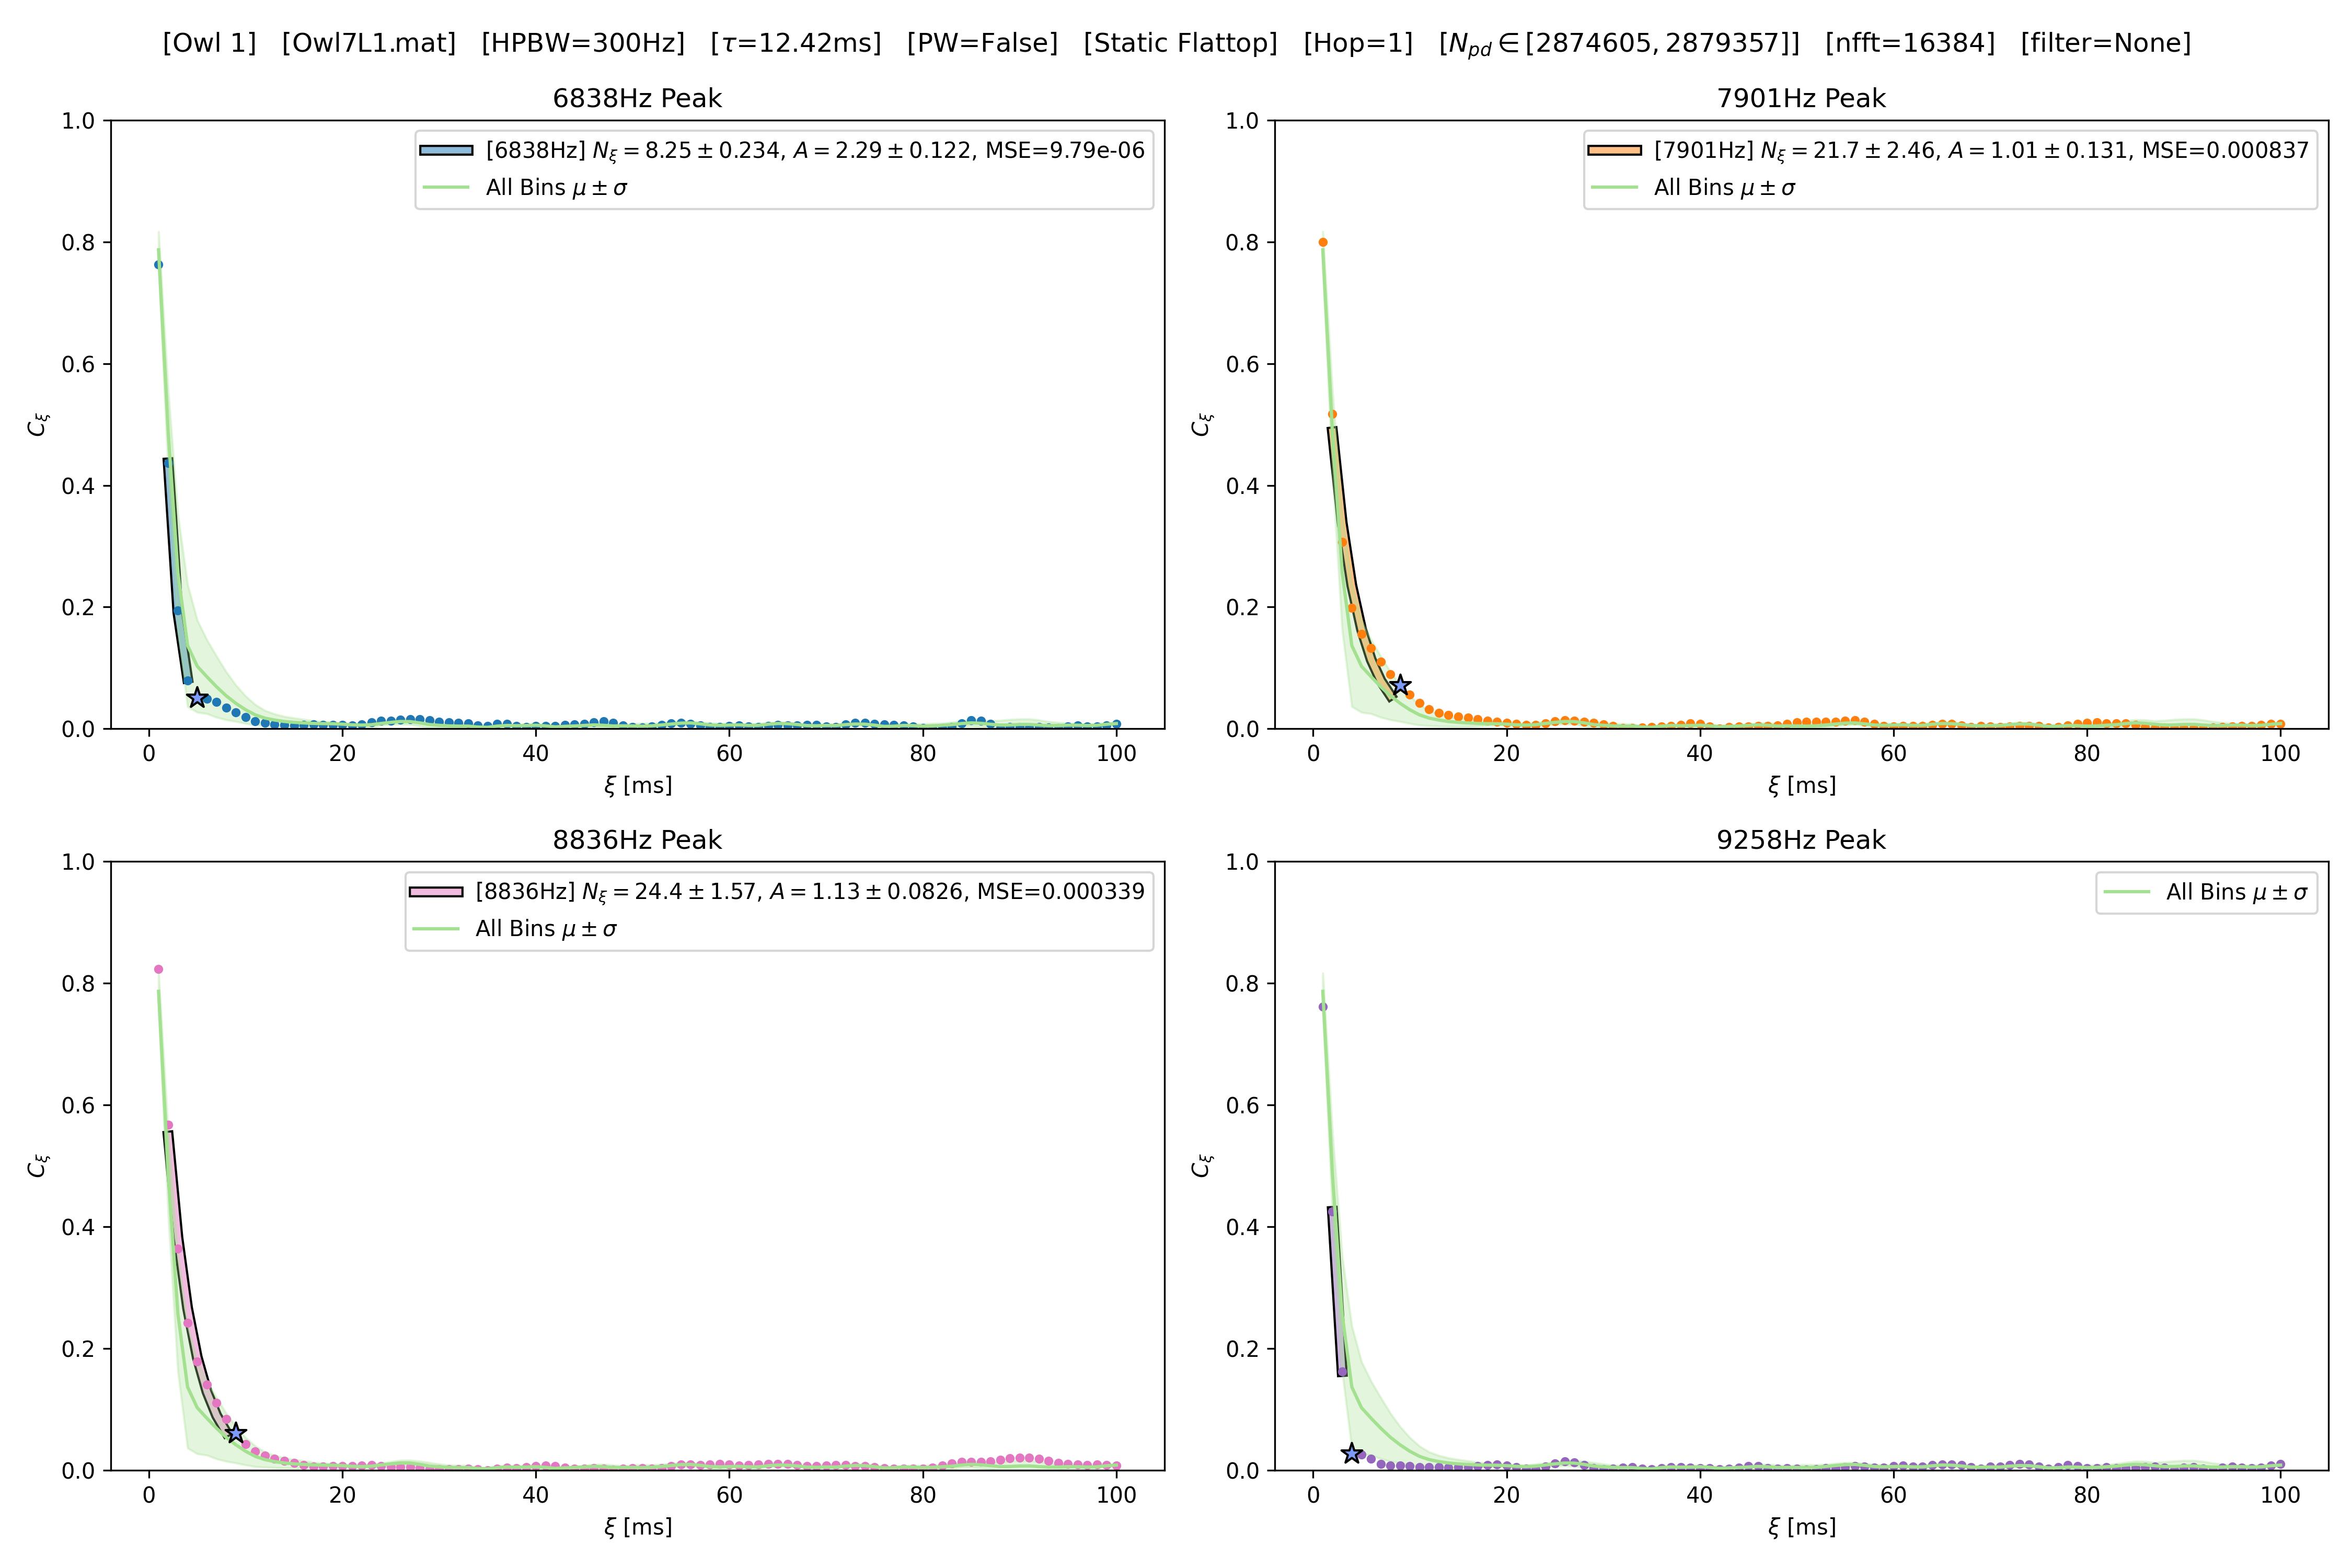 [Owl 1] [Owl7L1.mat] [HPBW=300Hz] [τ=12.42ms] [PW=False] [Static Flattop] [Hop=1] [N_pd ∈ [2874605, 2879357]] [nfft=16384] [filter=None]
6838Hz Peak
1.0
0.8
0.6
0.4
0.2
0.0
C_ξ
[6838Hz] N_ξ = 8.25 ± 0.234, A = 2.29 ± 0.122, MSE=9.79e-06
All Bins μ ± σ
0 20 40 60 80 100
ξ [ms]
7901Hz Peak
1.0
0.8
0.6
0.4
0.2
0.0
C_ξ
[7901Hz] N_ξ = 21.7 ± 2.46, A = 1.01 ± 0.131, MSE=0.000837
All Bins μ ± σ
0 20 40 60 80 100
ξ [ms]
8836Hz Peak
1.0
0.8
0.6
0.4
0.2
0.0
C_ξ
[8836Hz] N_ξ = 24.4 ± 1.57, A = 1.13 ± 0.0826, MSE=0.000339
All Bins μ ± σ
0 20 40 60 80 100
ξ [ms]
9258Hz Peak
1.0
0.8
0.6
0.4
0.2
0.0
C_ξ
All Bins μ ± σ
0 20 40 60 80 100
ξ [ms]